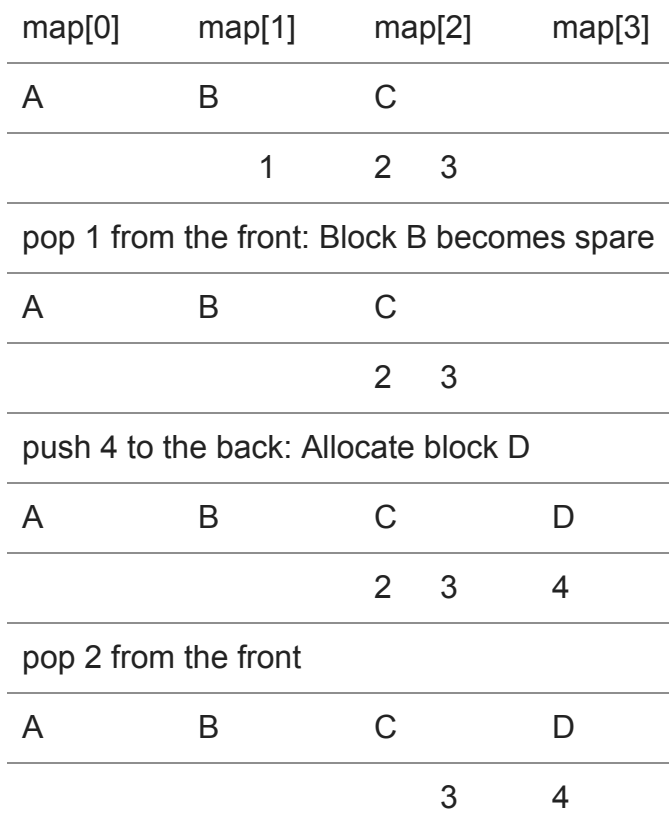 map[0] map[1] map[2] map[3]
A B C
1 2 3
pop 1 from the front: Block B becomes spare
A B C
2 3
push 4 to the back: Allocate block D
A B C D
2 3 4
pop 2 from the front
A B C D
3 4